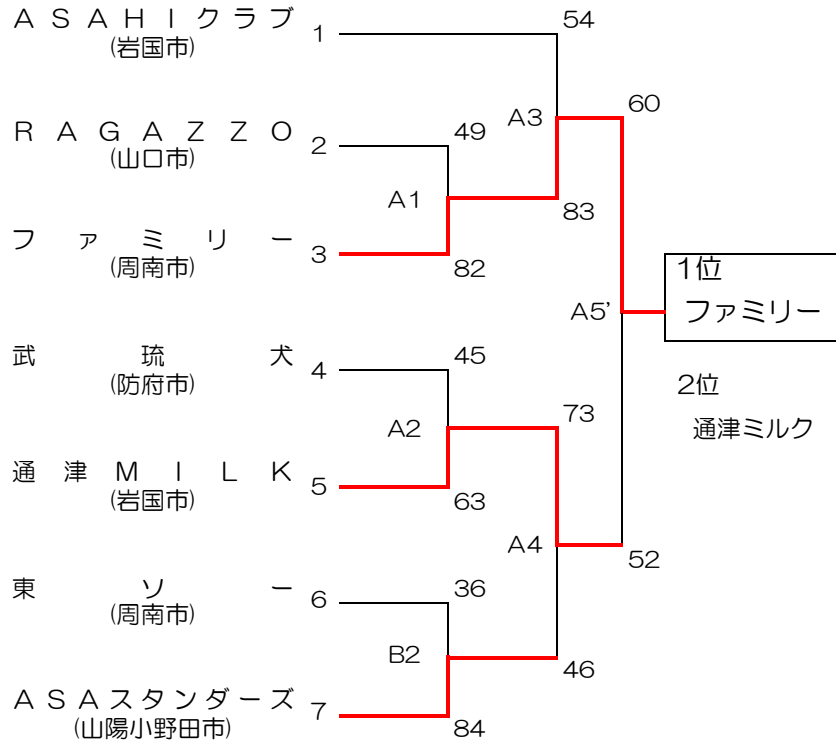 ASAHIクラブ
(岩国市)
1
54
RAGAZZO
(山口市)
2
49
A1
A3
60
ファミリー
(周南市)
3
82
83
武琉犬
(防府市)
4
45
A2
73
通津MILK
(岩国市)
5
63
A4
52
東ソー
(周南市)
6
36
B2
46
ASAスタンダーズ
(山陽小野田市)
7
84
A5'
1位
ファミリー
2位
通津ミルク